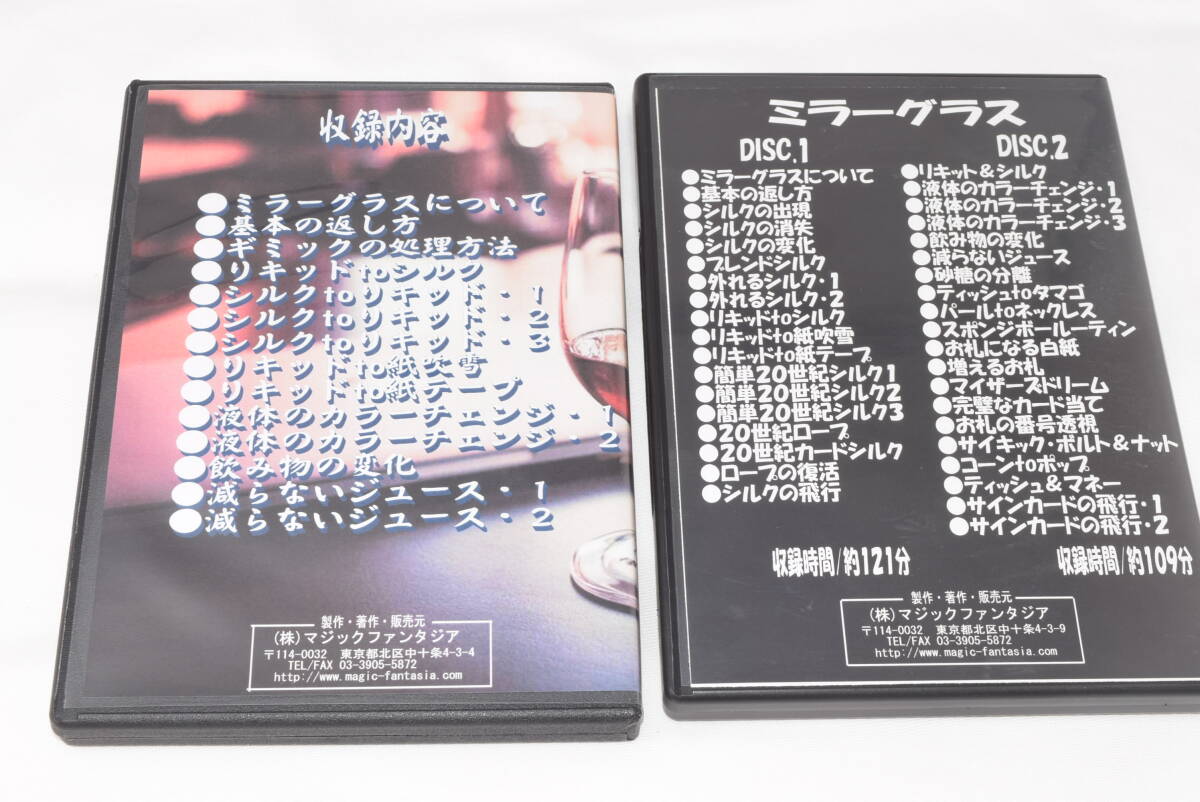 収録内容
●ミラーグラスについて
●基本の返し方
●ギミックの処理方法
●リキッドtoシルク
●シルクtoリキッド・1
●シルクtoリキッド・2
●シルクtoリキッド・3
●リキッドto紙吹雪
●リキッドto紙テープ
●液体のカラーチェンジ・1
●液体のカラーチェンジ・2
●飲み物の変化
●減らないジュース・1
●減らないジュース・2
製作・著作・販売元
(株)マジックファンタジア
〒114-0032 東京都北区中十条4-3-4
TEL/FAX 03-3905-5872
http://www.magic-fantasia.com
ミラーグラス
DISC.1
●ミラーグラスについて
●基本の返し方
●シルクの出現
●シルクの消失
●シルクの変化
●ブレンドシルク
●外れるシルク・1
●外れるシルク・2
●リキッドtoシルク
●リキッドto紙吹雪
●リキッドto紙テープ
●簡単20世紀シルク1
●簡単20世紀シルク2
●簡単20世紀シルク3
●20世紀ロープ
●20世紀カードシルク
●ロープの復活
●シルクの飛行
収録時間/約121分
DISC.2
●リキット&シルク
●液体のカラーチェンジ・1
●液体のカラーチェンジ・2
●液体のカラーチェンジ・3
●飲み物の変化
●減らないジュース
●砂糖の分離
●ティッシュtoタマゴ
●パールtoネックレス
●スポンジボールーティン
●お札になる白紙
●増えるお札
●マイザーズドリーム
●完璧なカード当て
●お札の番号透視
●サイキック・ボルト&ナット
●コーンtoポップ
●ティッシュ&マネー
●サインカードの飛行・1
●サインカードの飛行・2
収録時間/約109分
製作・著作・販売元
(株)マジックファンタジア
〒114-0032 東京都北区中十条4-3-9
TEL/FAX 03-3905-5872
http://www.magic-fantasia.com